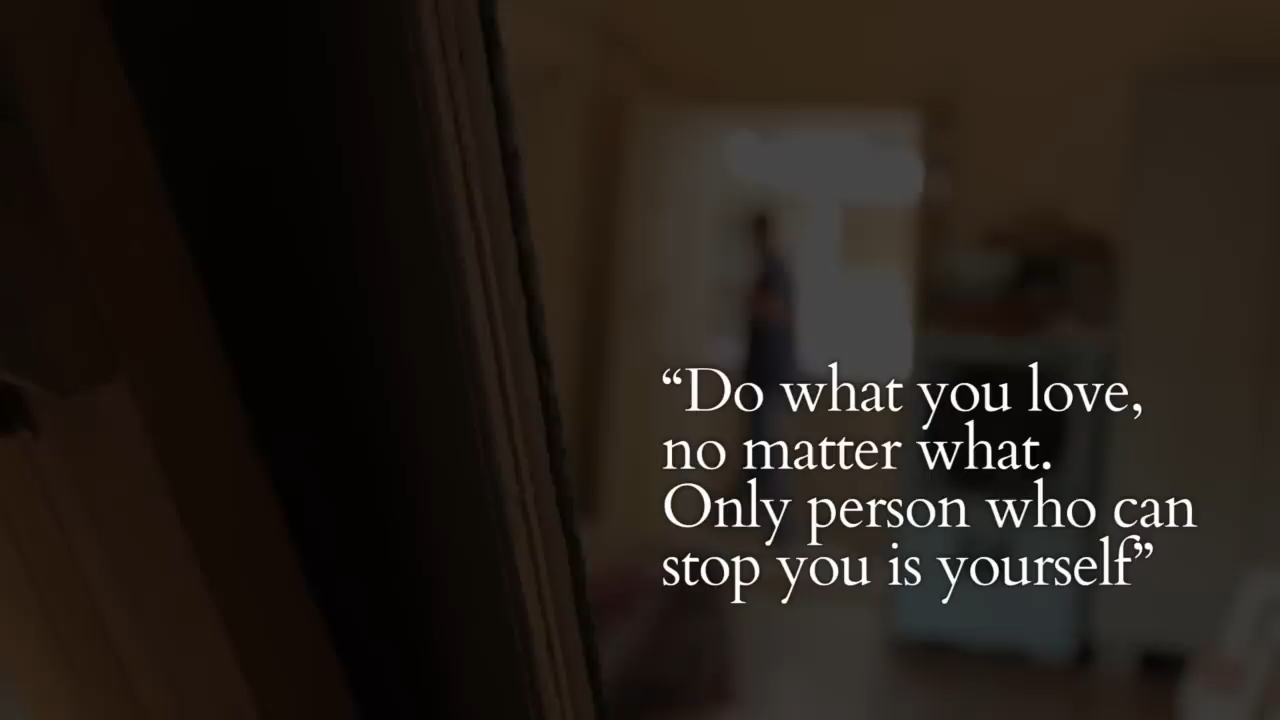 “Do what you love,
no matter what.
Only person who can
stop you is yourself”